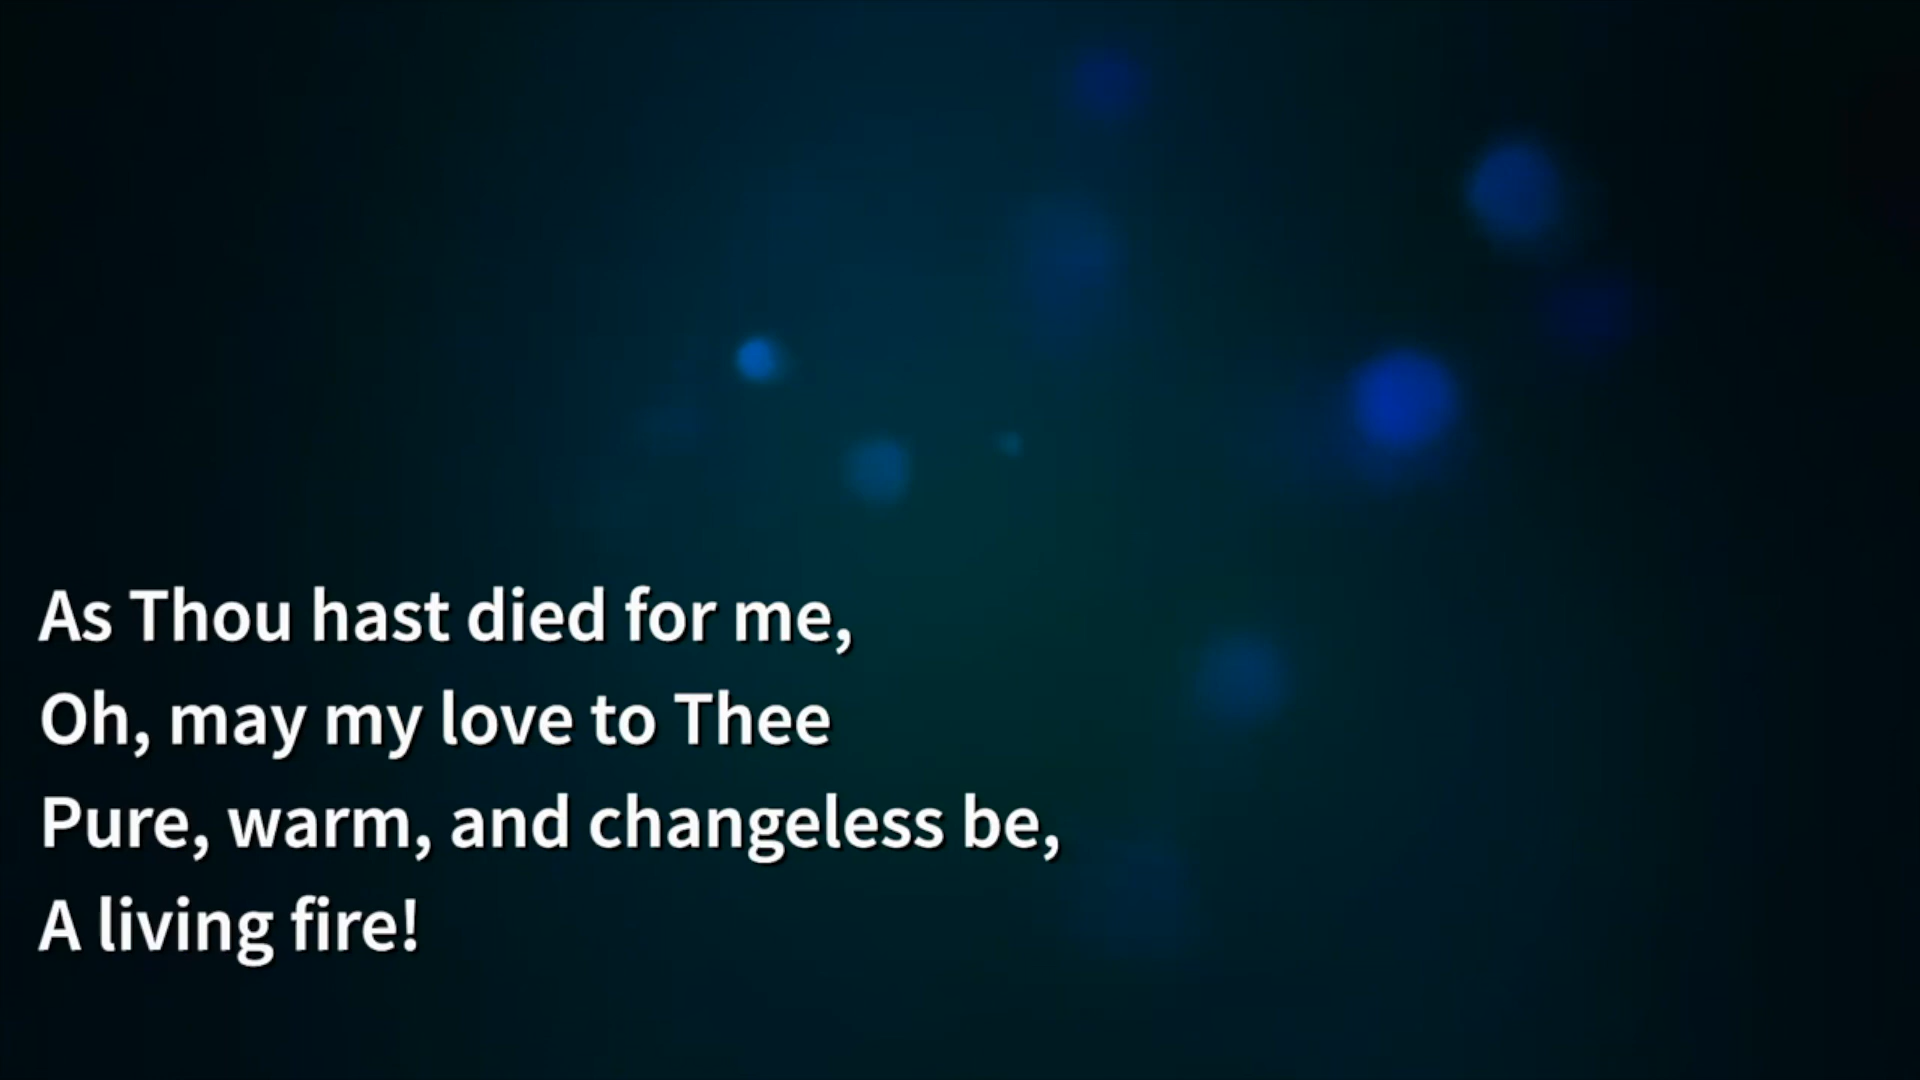 As Thou hast died for me,
Oh, may my love to Thee
Pure, warm, and changeless be,
A living fire!